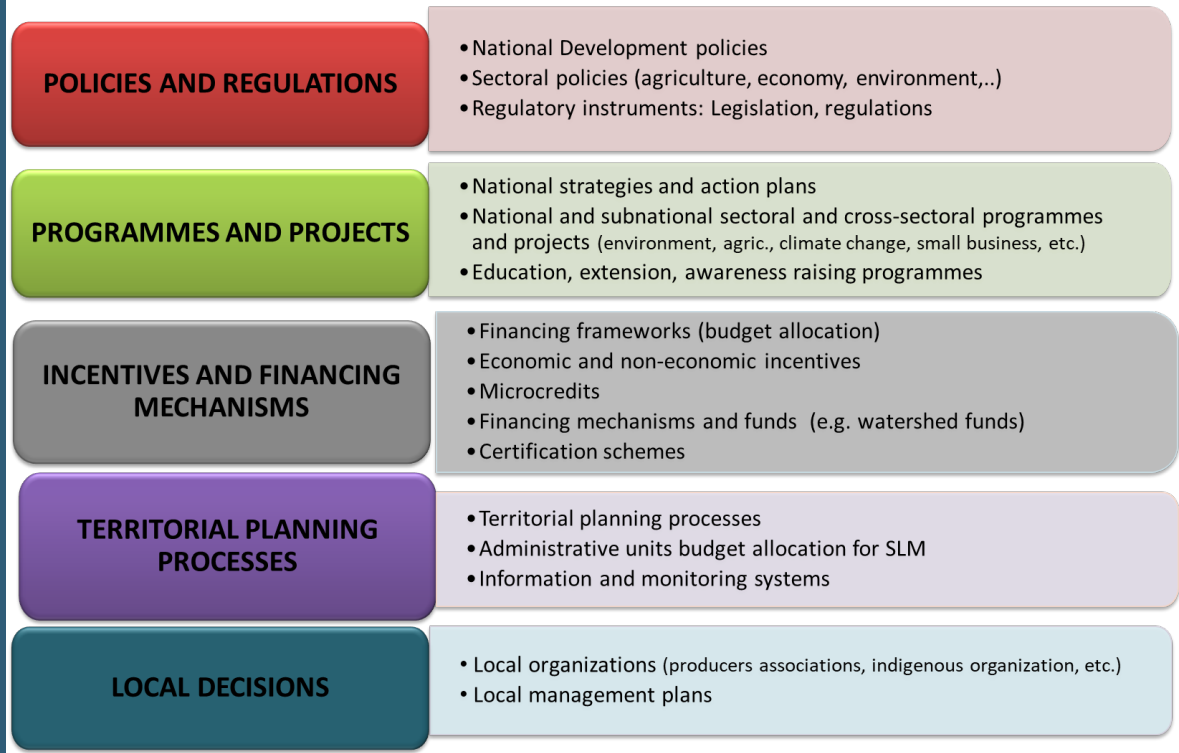 POLICIES AND REGULATIONS
•National Development policies
•Sectoral policies (agriculture, economy, environment,..)
•Regulatory instruments: Legislation, regulations
PROGRAMMES AND PROJECTS
•National strategies and action plans
•National and subnational sectoral and cross-sectoral programmes
and projects (environment, agric., climate change, small business, etc.)
•Education, extension, awareness raising programmes
INCENTIVES AND FINANCING
MECHANISMS
•Financing frameworks (budget allocation)
•Economic and non-economic incentives
•Microcredits
•Financing mechanisms and funds (e.g. watershed funds)
•Certification schemes
TERRITORIAL PLANNING
PROCESSES
•Territorial planning processes
•Administrative units budget allocation for SLM
•Information and monitoring systems
LOCAL DECISIONS
• Local organizations (producers associations, indigenous organization, etc.)
• Local management plans